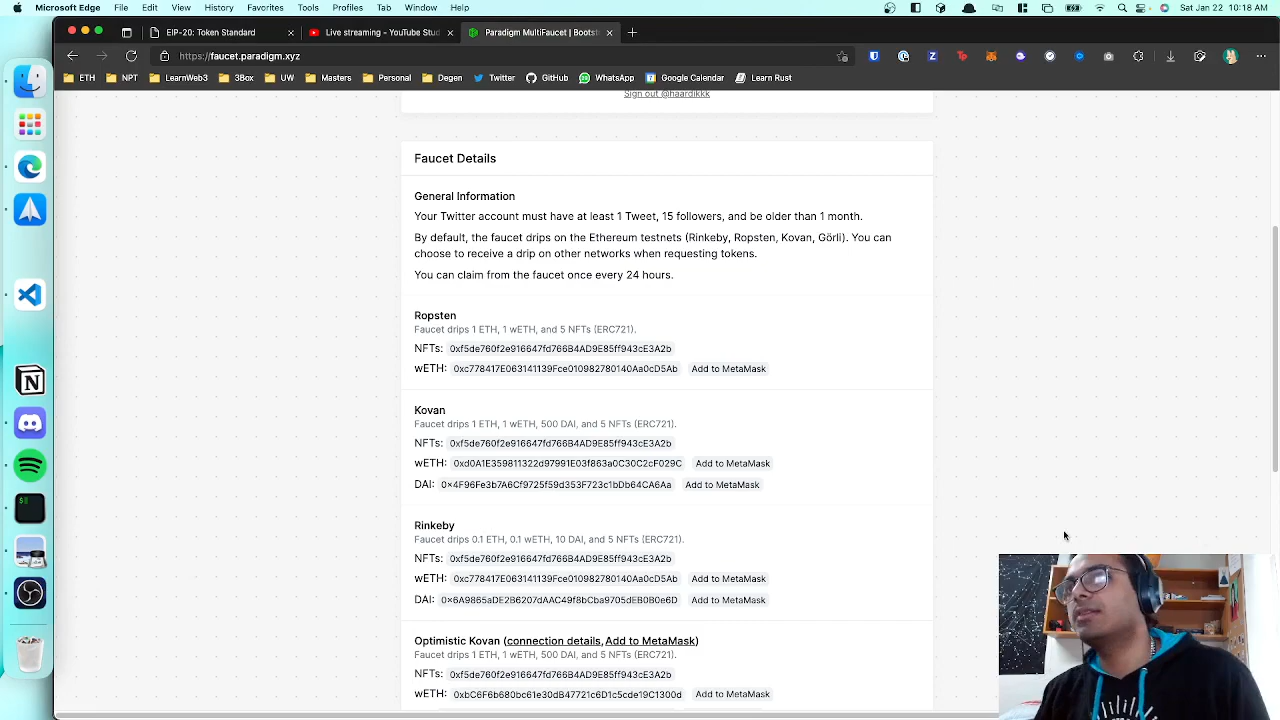 Microsoft Edge File Edit View History Favourites Tools Profiles Tab Window Help Sat Jan 22 10:18 AM
EIP-20: Token Standard Live streaming - YouTube Stud Paradigm MultiFaucet | Bootst
https://faucet.paradigm.xyz
ETH NPT LearnWeb3 3Box UW Masters Personal Degen Twitter GitHub WhatsApp Google Calendar Learn Rust
Sign out @haardikkk
Faucet Details
General Information
Your Twitter account must have at least 1 Tweet, 15 followers, and be older than 1 month.
By default, the faucet drips on the Ethereum testnets (Rinkeby, Ropsten, Kovan, Görli). You can
choose to receive a drip on other networks when requesting tokens.
You can claim from the faucet once every 24 hours.
Ropsten
Faucet drips 1 ETH, 1 wETH, and 5 NFTs (ERC721).
NFTs: 0xf5de760f2e916647fd766B4AD9E85ff943cE3A2b
wETH: 0xc778417E063141139Fce010982780140Aa0cD5Ab Add to MetaMask
Kovan
Faucet drips 1 ETH, 1 wETH, 500 DAI, and 5 NFTs (ERC721).
NFTs: 0xf5de760f2e916647fd766B4AD9E85ff943cE3A2b
wETH: 0xd0A1E359811322d97991E03f863a0C30C2cF029C Add to MetaMask
DAI: 0x4F96Fe3b7A6Cf9725f59d353F723c1bDb64CA6Aa Add to MetaMask
Rinkeby
Faucet drips 0.1 ETH, 0.1 wETH, 10 DAI, and 5 NFTs (ERC721).
NFTs: 0xf5de760f2e916647fd766B4AD9E85ff943cE3A2b
wETH: 0xc778417E063141139Fce010982780140Aa0cD5Ab Add to MetaMask
DAI: 0x6A9865aDE2B6207dAAC49f8bCba9705dEB0B0e6D Add to MetaMask
Optimistic Kovan (connection details, Add to MetaMask)
Faucet drips 1 ETH, 1 wETH, 500 DAI, and 5 NFTs (ERC721).
NFTs: 0xf5de760f2e916647fd766B4AD9E85ff943cE3A2b
wETH: 0xbC6F6b680bc61e30dB47721c6D1c5cde19C1300d Add to MetaMask